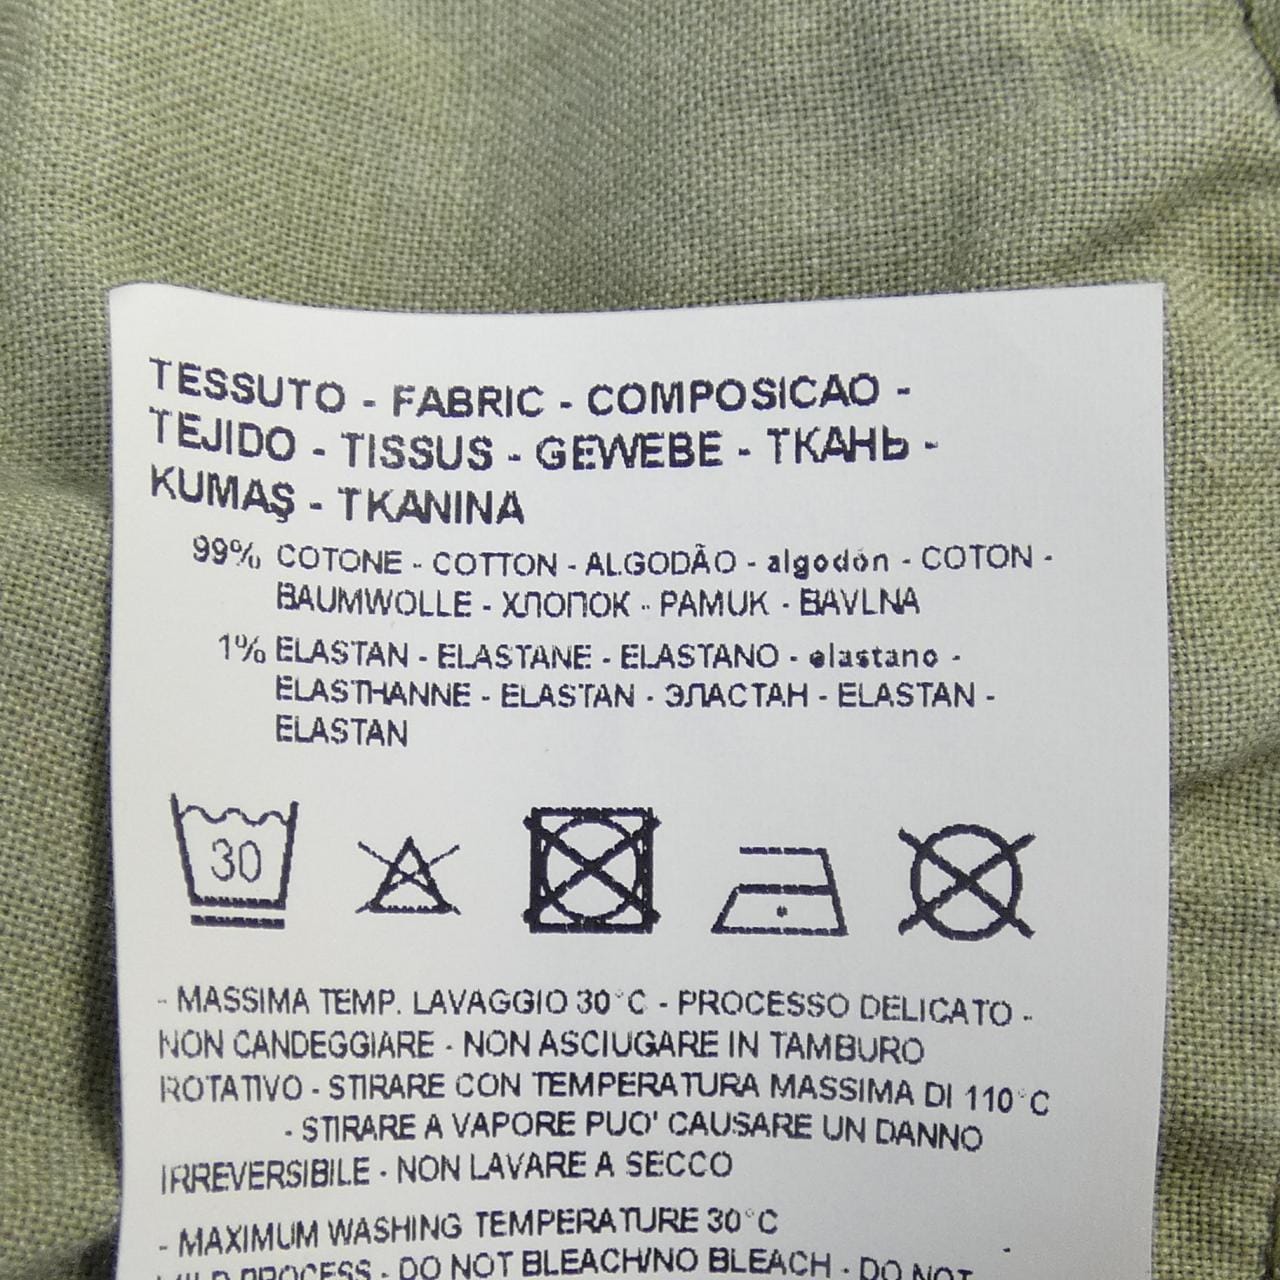 TESSUTO - FABRIC - COMPOSICAO -
TEJIDO - TISSUS - GEWEBE - ТКАНЬ -
KUMAŞ - TKANINA
99% COTONE - COTTON - ALGODÃO - algodón - COTON -
BAUMWOLLE - ХЛОПОК - PAMUK - BAVLNA
1% ELASTAN - ELASTANE - ELASTANO - elastano -
ELASTHANNE - ELASTAN - ЭЛАСТАН - ELASTAN -
ELASTAN
30
- MASSIMA TEMP. LAVAGGIO 30°C - PROCESSO DELICATO -
NON CANDEGGIARE - NON ASCIUGARE IN TAMBURO
ROTATIVO - STIRARE CON TEMPERATURA MASSIMA DI 110°C
- STIRARE A VAPORE PUO' CAUSARE UN DANNO
IRREVERSIBILE - NON LAVARE A SECCO
- MAXIMUM WASHING TEMPERATURE 30°C
MILD PROCESS - DO NOT BLEACH/NO BLEACH - DO NOT